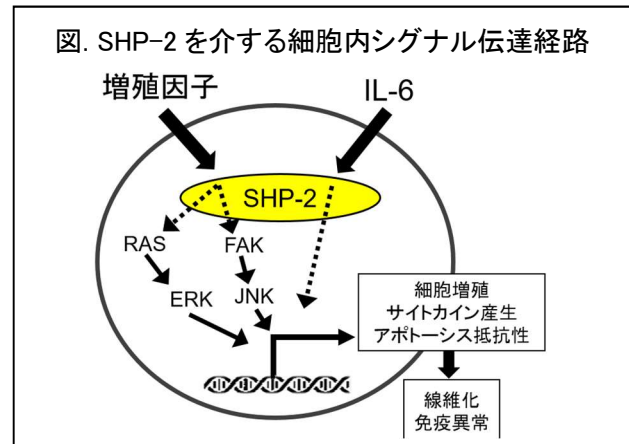 図. SHP-2 を介する細胞内シグナル伝達経路
増殖因子
IL-6
SHP-2
RAS
FAK
ERK
JNK
細胞増殖
サイトカイン産生
アポトーシス抵抗性
線維化
免疫異常